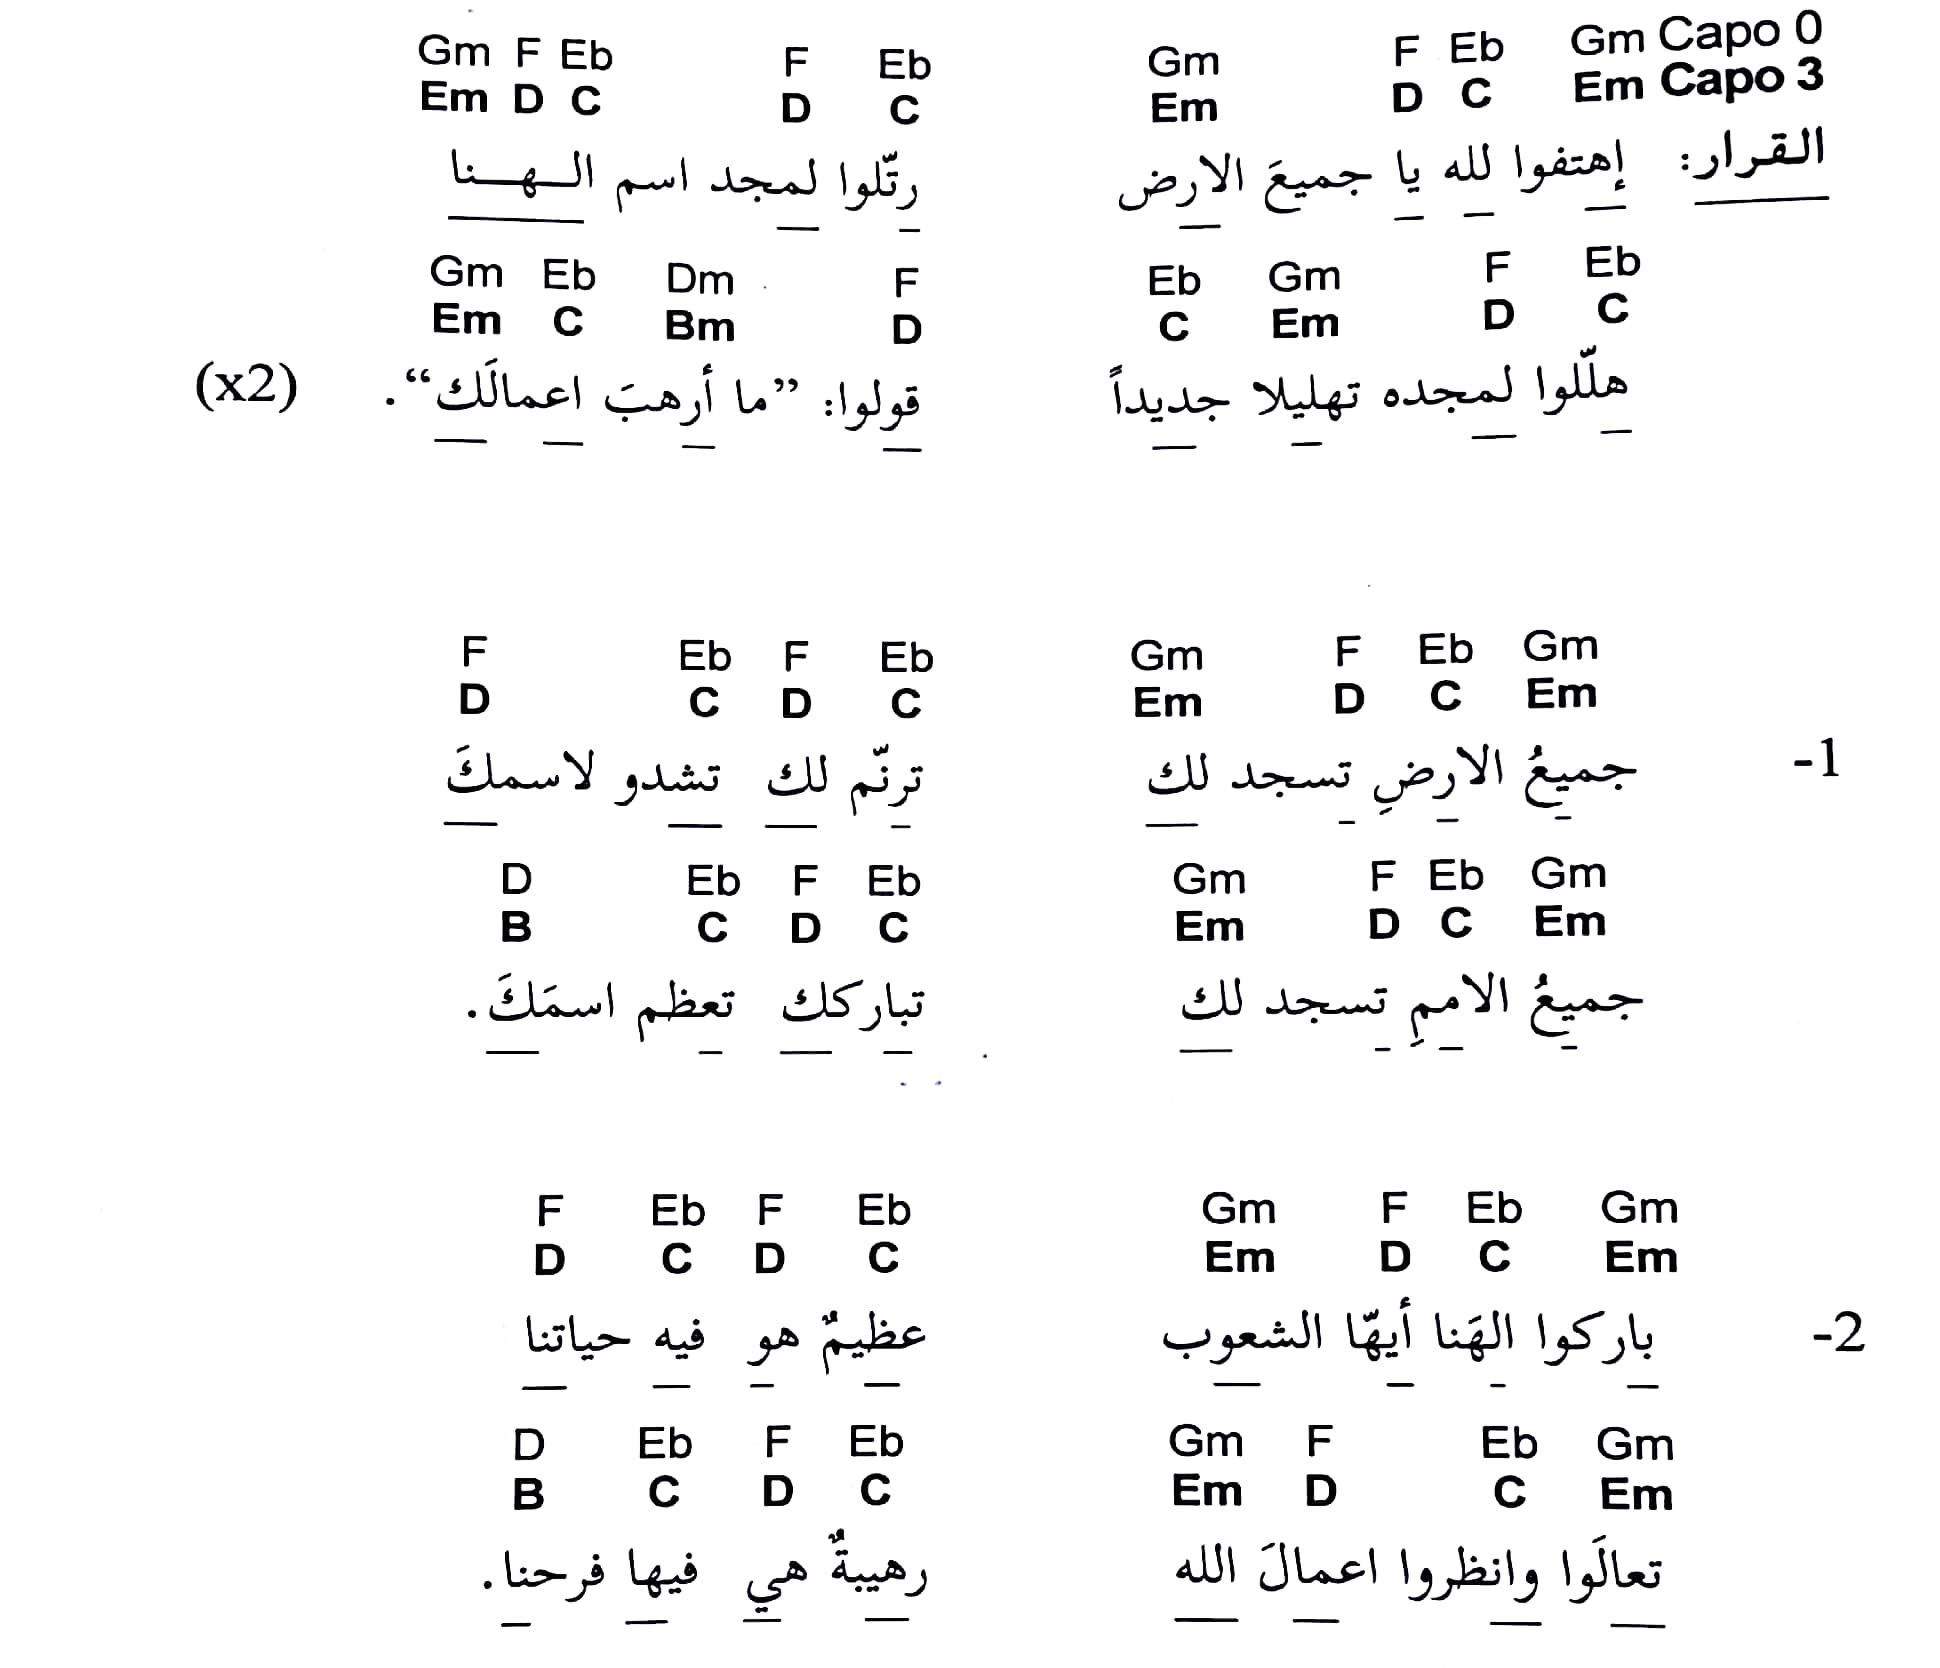 Gm Capo 0 Eb F Gm Eb F Eb F Gm
Em Capo 3 C D Em C D C D Em
القرار: إهتفوا لله يا جميعَ الارض رتّلوا لمجد اسم الـهـنا
Eb F Gm Eb F Dm Eb Gm
C D Em C D Bm C Em
هلّلوا لمجده تهليلا جديداً قولوا: ”ما أرهبَ اعمالَك“. (x2)
Gm Eb F Gm Eb F Eb F
Em C D Em C D C D
1- جميعُ الارضِ تسجد لك ترنّم لك تشدو لاسمكَ
Gm Eb F Gm Eb F Eb D
Em C D Em C D C B
جميعُ الاممِ تسجد لك تباركك تعظم اسمَكَ.
Gm Eb F Gm Eb F Eb F
Em C D Em C D C D
2- باركوا الهَنا أيهّا الشعوب عظيمٌ هو فيه حياتنا
Gm Eb F Gm Eb F Eb D
Em C D Em C D C B
تعالَوا وانظروا اعمالَ الله رهيبةٌ هي فيها فرحنا.